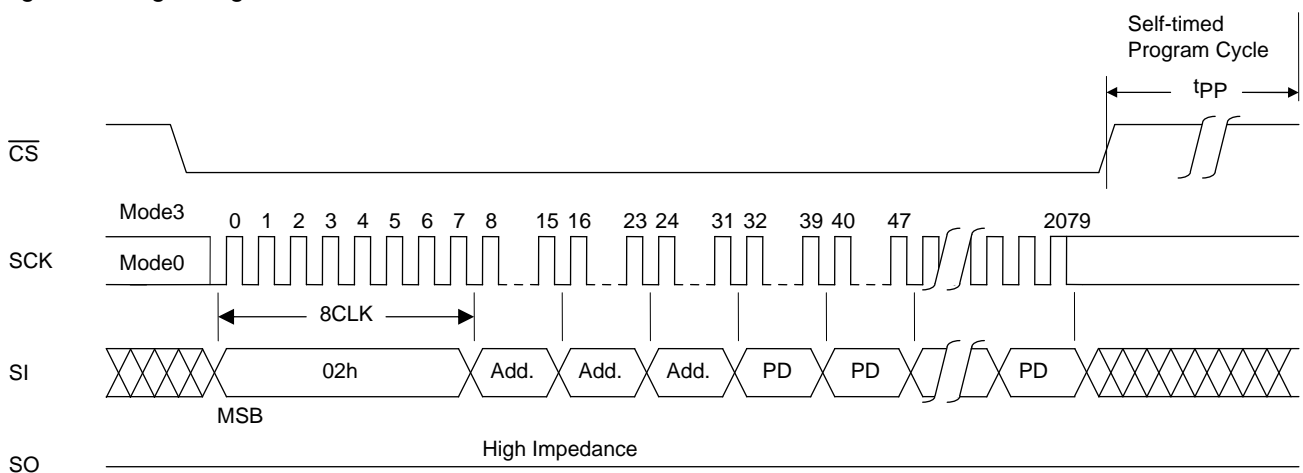 Self-timed
Program Cycle
tPP
CS
Mode3
0 1 2 3 4 5 6 7 8 15 16 23 24 31 32 39 40 47 2079
SCK
Mode0
8CLK
SI
02h Add. Add. Add. PD PD PD
MSB
High Impedance
SO